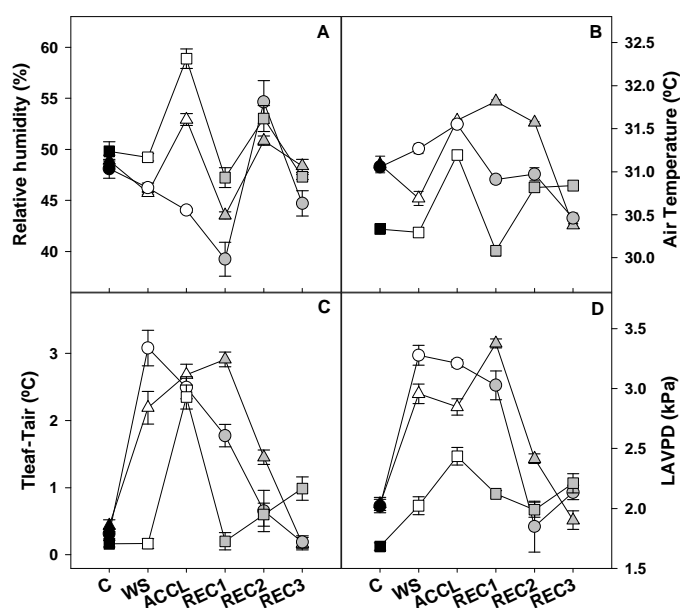 A
B
60
55
50
45
40
Relative humidity (%)
32.5
32.0
31.5
31.0
30.5
30.0
Air Temperature (ºC)
C
D
3
2
1
0
Tleaf-Tair (ºC)
3.5
3.0
2.5
2.0
1.5
LAVPD (kPa)
C WS ACCL REC1 REC2 REC3
C WS ACCL REC1 REC2 REC3